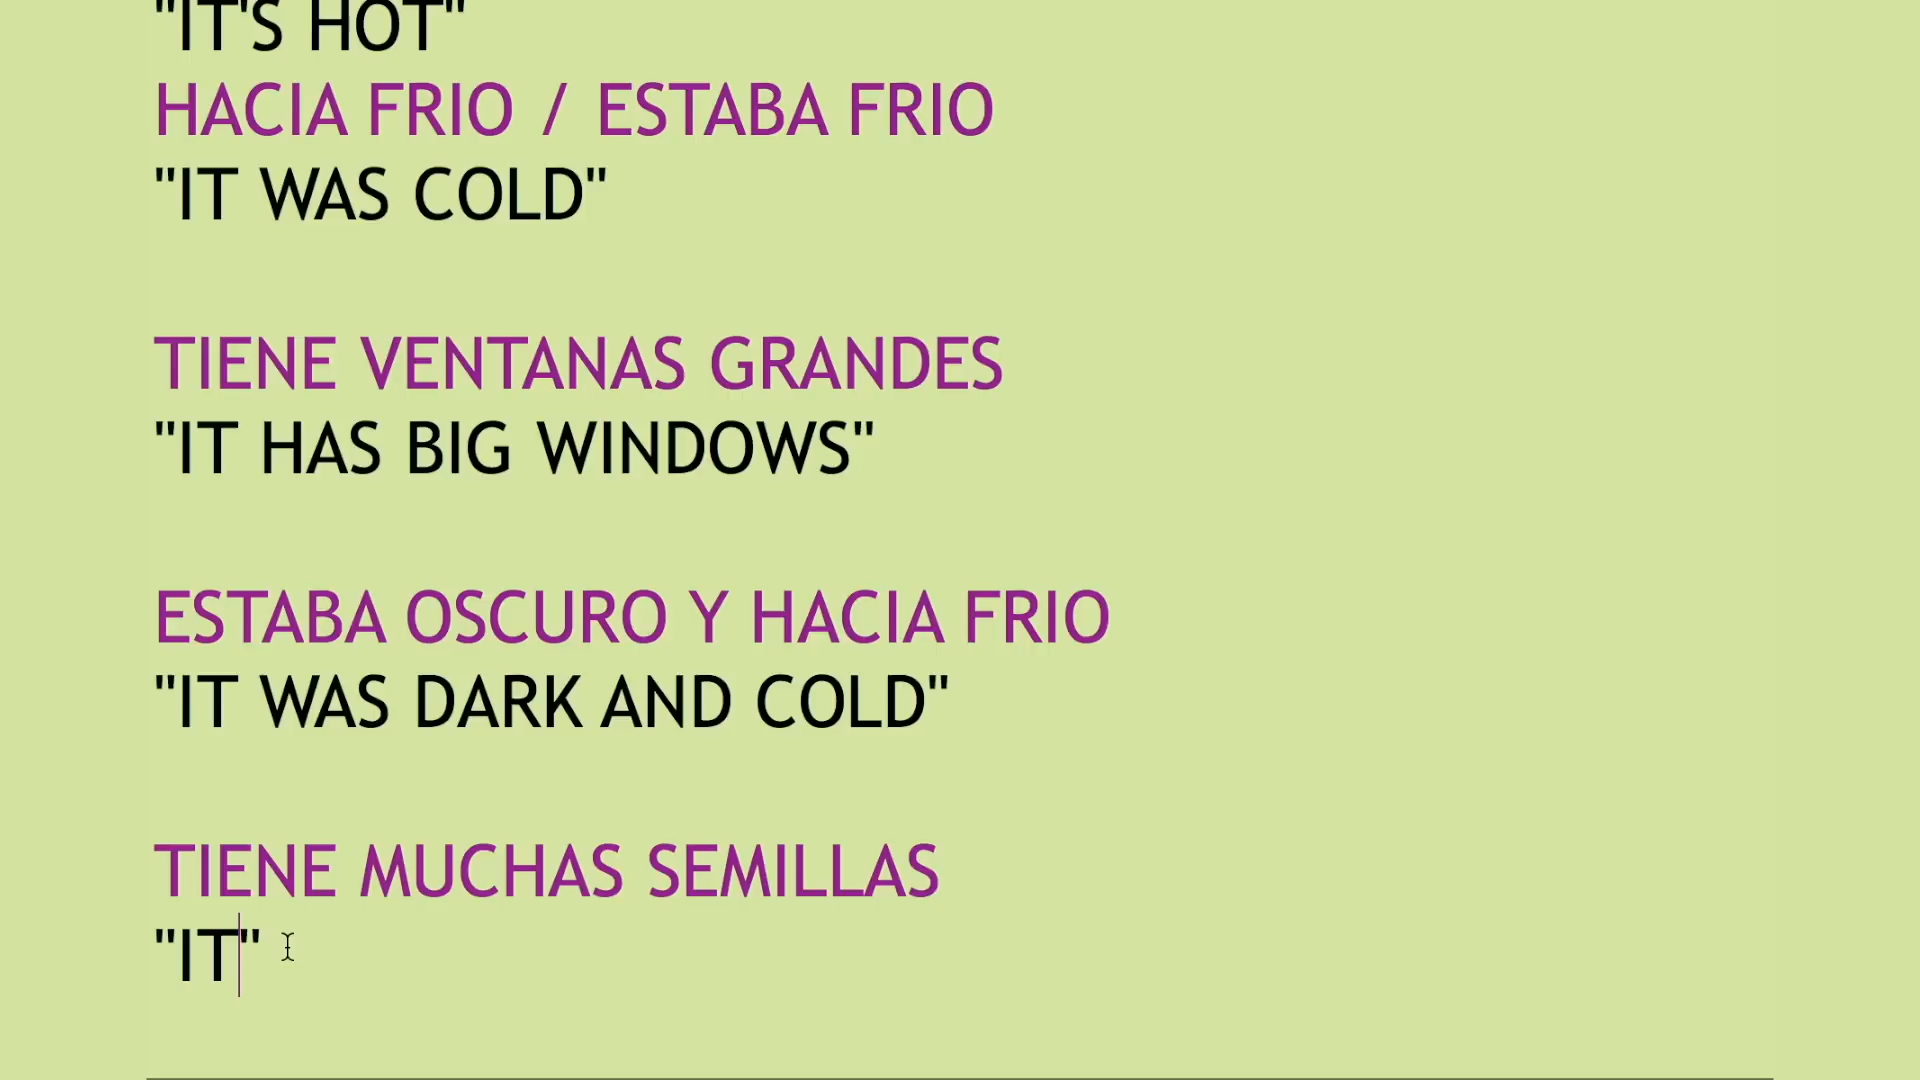 "IT'S HOT"
HACIA FRIO / ESTABA FRIO
"IT WAS COLD"
TIENE VENTANAS GRANDES
"IT HAS BIG WINDOWS"
ESTABA OSCURO Y HACIA FRIO
"IT WAS DARK AND COLD"
TIENE MUCHAS SEMILLAS
"IT"